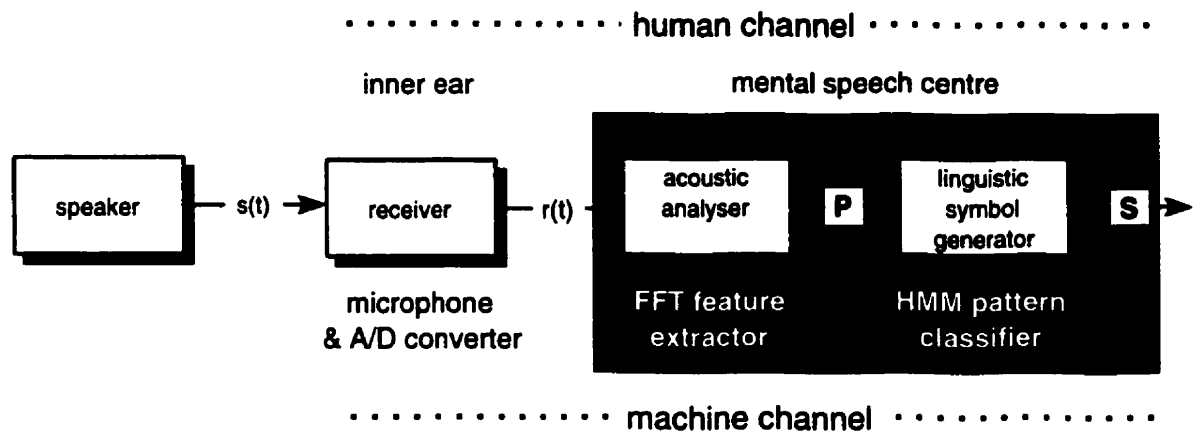 human channel
inner ear
mental speech centre
speaker
s(t)
receiver
r(t)
acoustic
analyser
P
linguistic
symbol
generator
S
microphone
& A/D converter
FFT feature
extractor
HMM pattern
classifier
machine channel